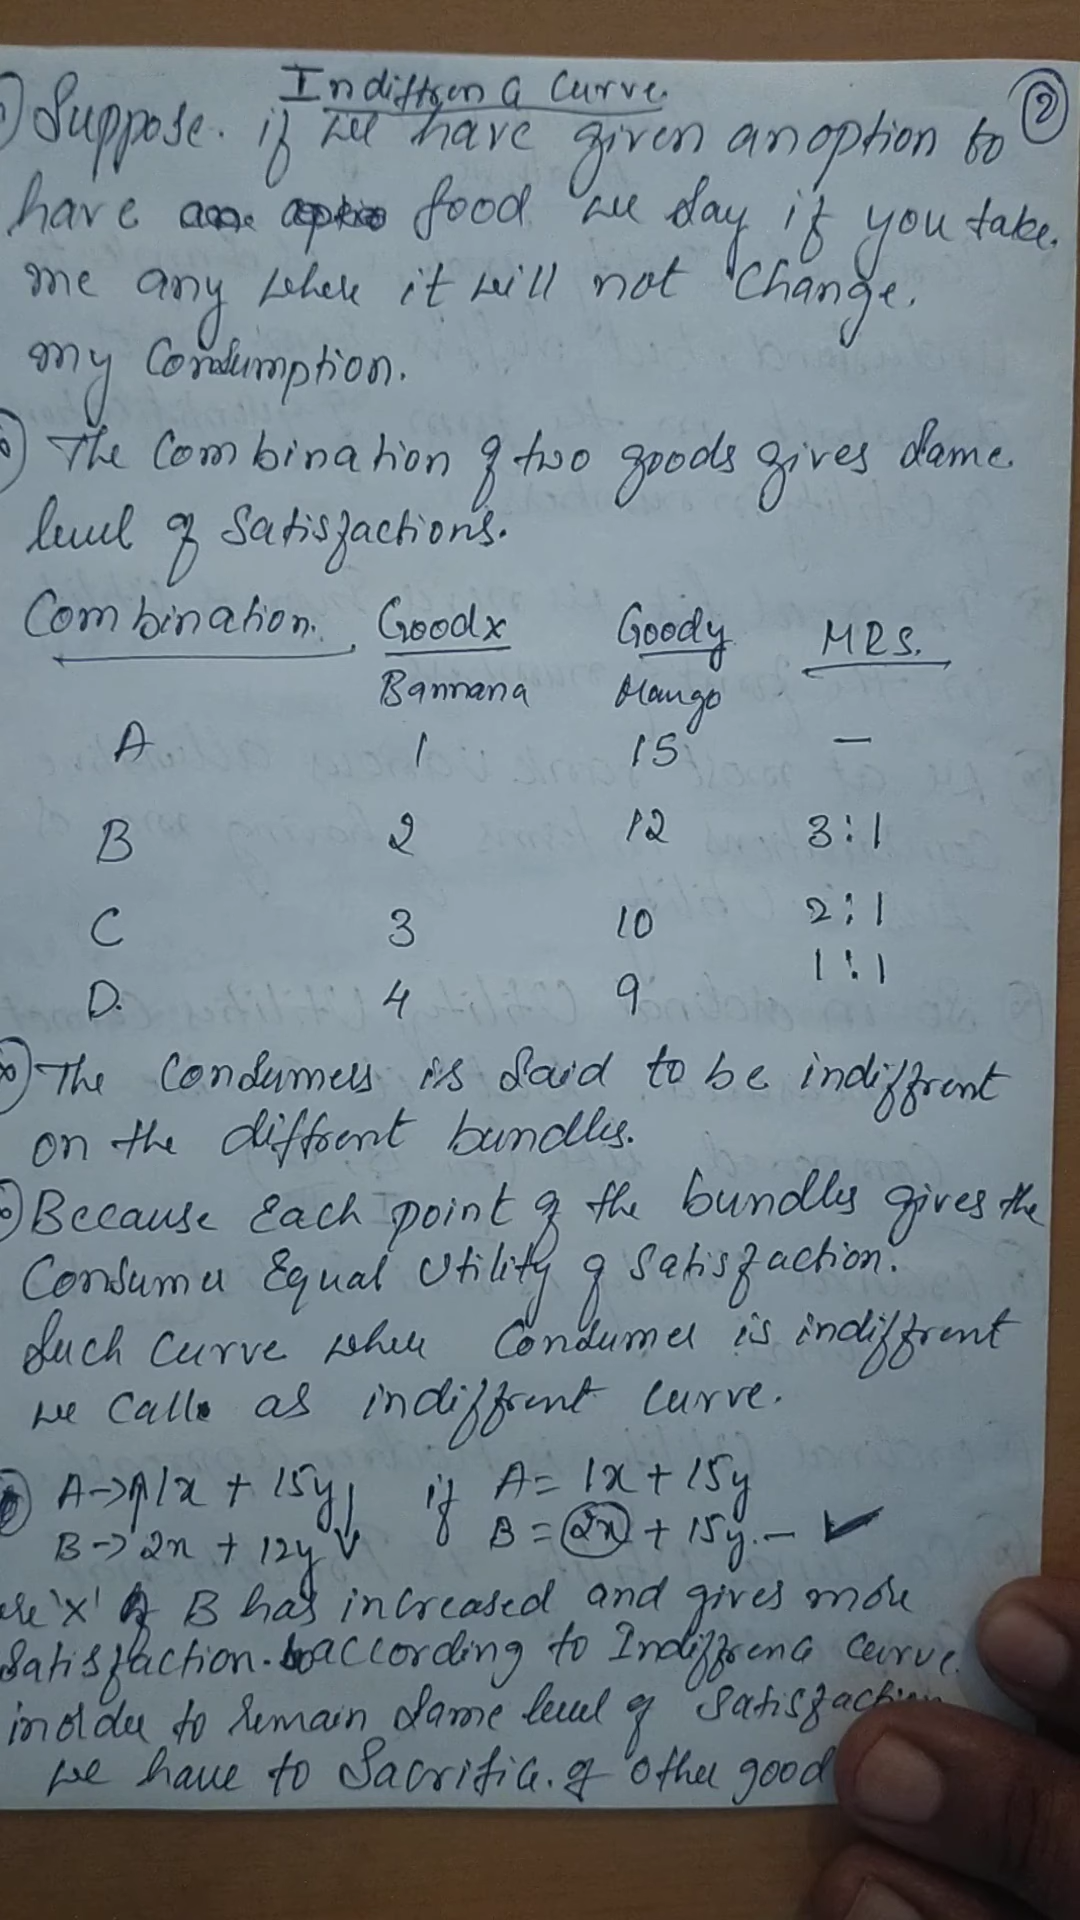 Indiffrence Curve
②
Suppose. if we have given an option to
have food we say if you take.
me any where it will not Change.
my Consumption.
The Combination of two goods gives same
level of Satisfactions.
Combination. Good x Good y MRS.
Bannana Mango
A 1 15 —
B 2 12 3:1
C 3 10 2:1
D. 4 9 1:1
The Consumers is said to be indiffrent
on the diffrent bundles.
Because Each point of the bundles gives the
Consumer Equal Utility of Satisfaction.
Such Curve where Consumer is indiffrent
we Call as indiffrent Curve.
A→↑1x + 15y↓ if A = 1x + 15y
B→ 2x + 12y B = 2x + 15y. — ✓
'x' of B has increased and gives more
Satisfaction. So according to Indiffrence Curve.
inorder to remain same level of Satisfaction
we have to Sacrifice. of other good